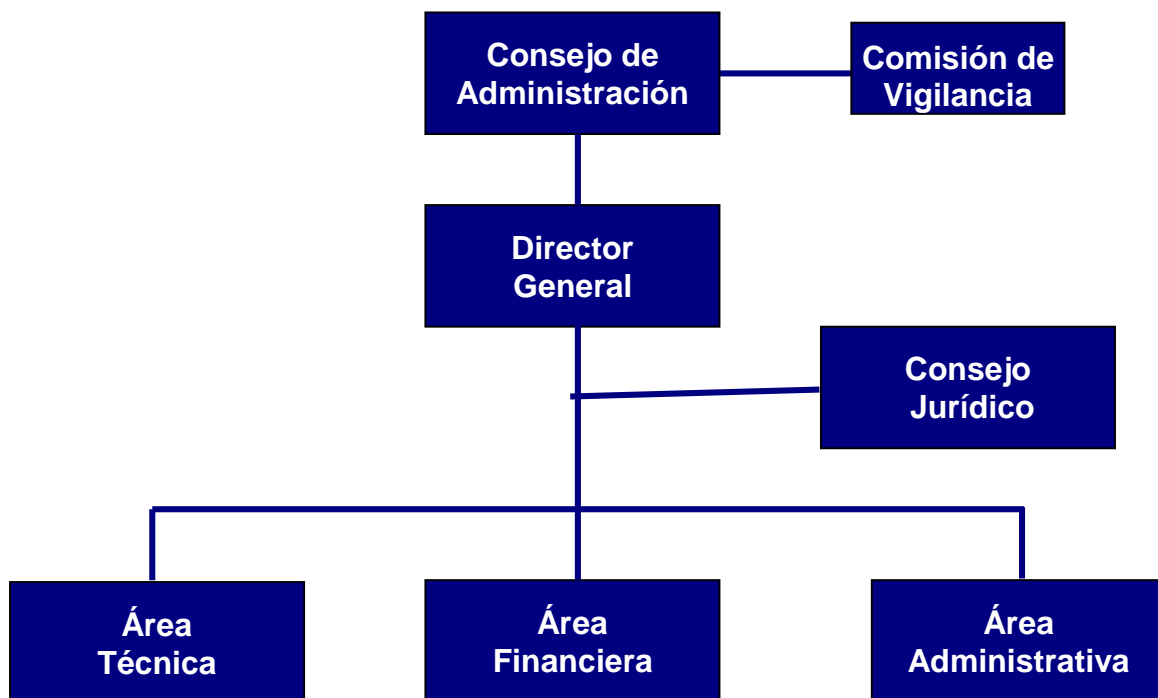 Consejo de
Administración
Comisión de
Vigilancia
Director
General
Consejo
Jurídico
Área
Técnica
Área
Financiera
Área
Administrativa